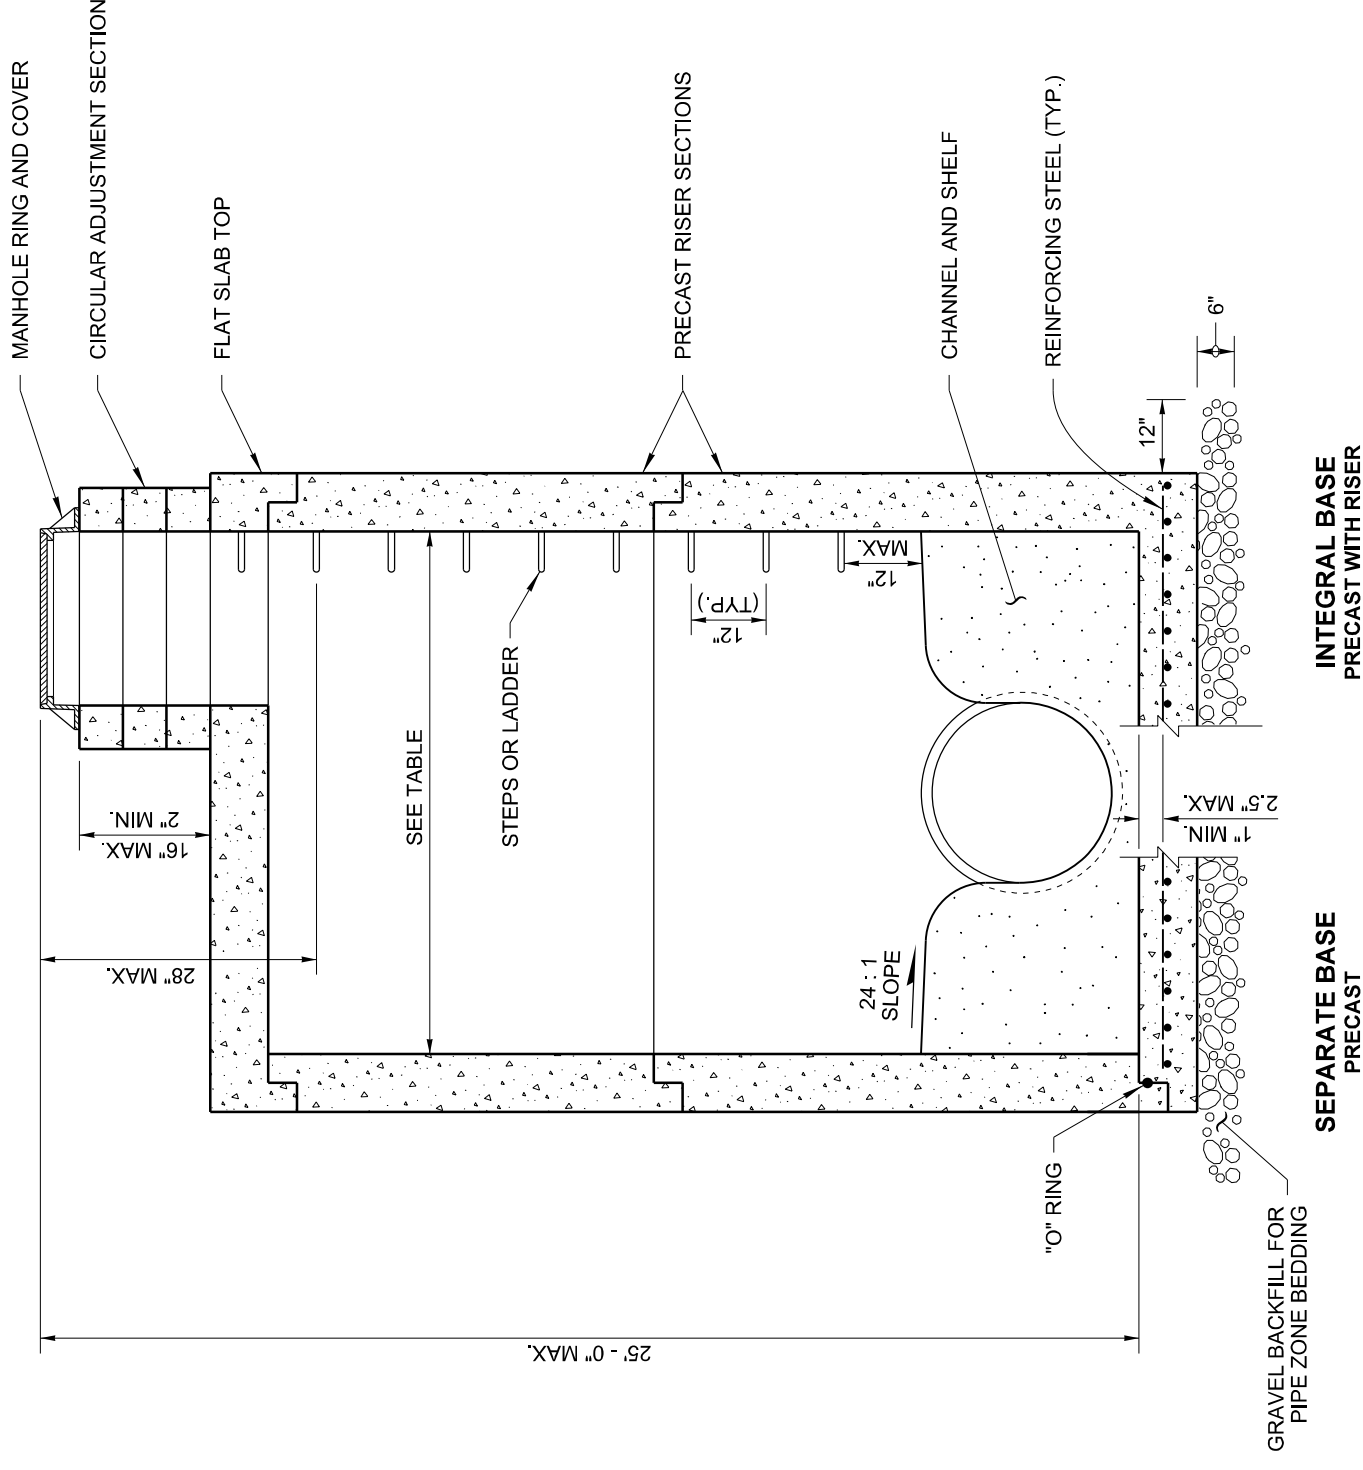 MANHOLE RING AND COVER
CIRCULAR ADJUSTMENT SECTION
FLAT SLAB TOP
PRECAST RISER SECTIONS
CHANNEL AND SHELF
REINFORCING STEEL (TYP.)
16" MAX.
2" MIN.
28" MAX.
SEE TABLE
STEPS OR LADDER
12"
(TYP.)
12"
MAX.
24 : 1
SLOPE
12"
6"
1" MIN.
2.5" MAX.
25' - 0" MAX.
"O" RING
GRAVEL BACKFILL FOR
PIPE ZONE BEDDING
SEPARATE BASE
PRECAST
INTEGRAL BASE
PRECAST WITH RISER